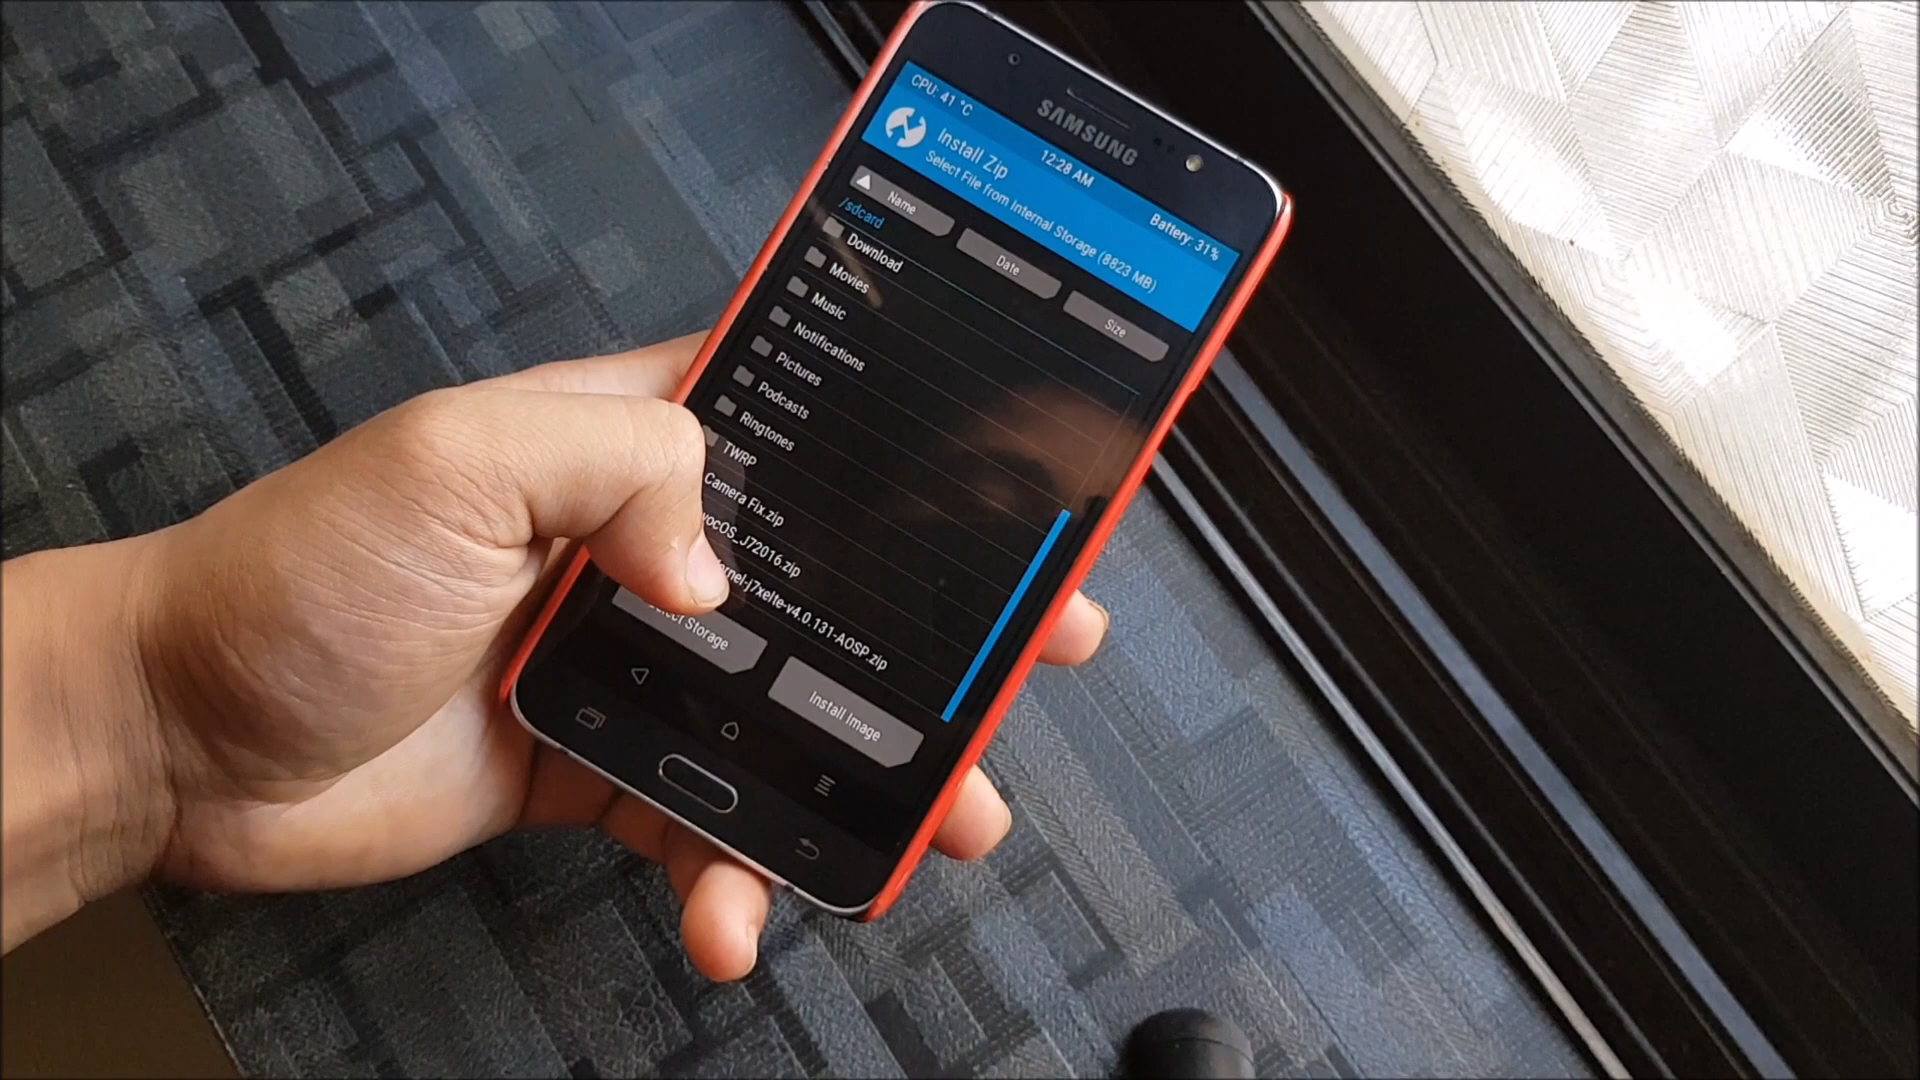 SAMSUNG
CPU: 41 °C
12:28 AM
Battery: 31%
Install Zip
Select File from Internal Storage (8823 MB)
Name
Date
Size
/sdcard
Download
Movies
Music
Notifications
Pictures
Podcasts
Ringtones
TWRP
Camera Fix.zip
vocOS_J72016.zip
ernel-j7xelte-v4.0.131-AOSP.zip
Storage
Install Image